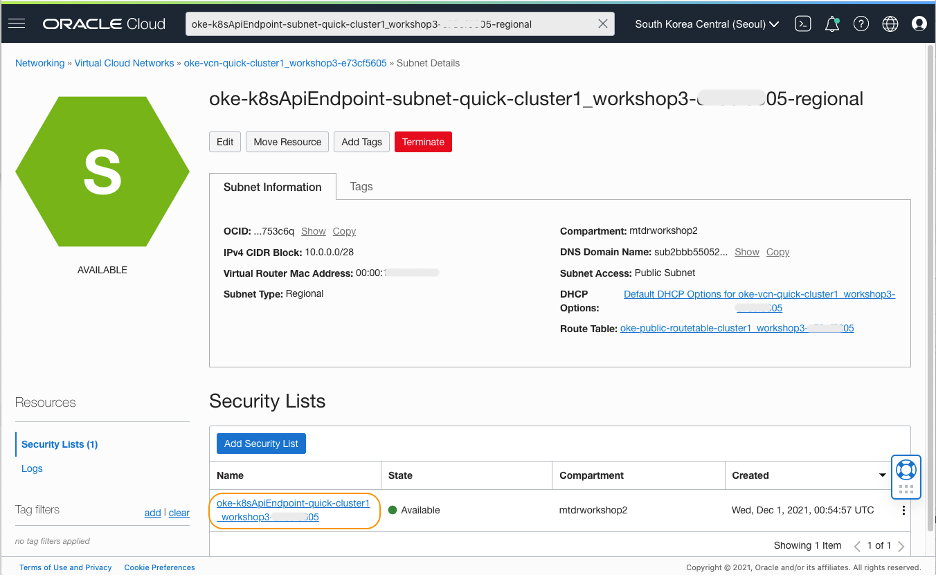 ORACLE Cloud
oke-k8sApiEndpoint-subnet-quick-cluster1_workshop3- 05-regional
South Korea Central (Seoul)
Networking » Virtual Cloud Networks » oke-vcn-quick-cluster1_workshop3-e73cf5605 » Subnet Details
S
AVAILABLE
oke-k8sApiEndpoint-subnet-quick-cluster1_workshop3- 05-regional
Edit Move Resource Add Tags Terminate
Subnet Information Tags
OCID: ...753c6q Show Copy
IPv4 CIDR Block: 10.0.0.0/28
Virtual Router Mac Address: 00:00:
Subnet Type: Regional
Compartment: mtdrworkshop2
DNS Domain Name: sub2bbb55052... Show Copy
Subnet Access: Public Subnet
DHCP Options: Default DHCP Options for oke-vcn-quick-cluster1_workshop3-
05
Route Table: oke-public-routetable-cluster1_workshop3- 05
Resources
Security Lists (1)
Logs
Tag filters add | clear
no tag filters applied
Security Lists
Add Security List
Name State Compartment Created
oke-k8sApiEndpoint-quick-cluster1
_workshop3- 05
Available mtdrworkshop2 Wed, Dec 1, 2021, 00:54:57 UTC
Showing 1 Item 1 of 1
Terms of Use and Privacy Cookie Preferences
Copyright © 2021, Oracle and/or its affiliates. All rights reserved.